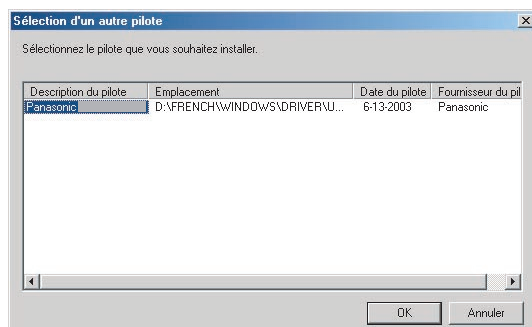 Sélection d'un autre pilote
Sélectionnez le pilote que vous souhaitez installer.
Description du pilote Emplacement Date du pilote Fournisseur du pil
Panasonic D:\FRENCH\WINDOWS\DRIVER\U... 6-13-2003 Panasonic
OK Annuler